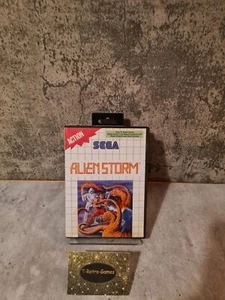 ACTION
SEGA
ALIEN STORM
T-Retro-Games